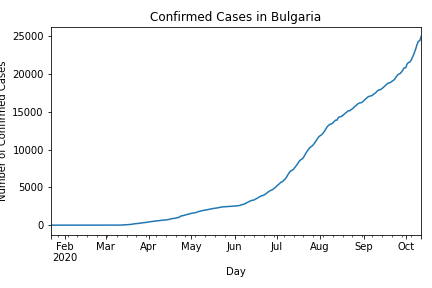 Confirmed Cases in Bulgaria
25000
20000
15000
10000
5000
0
Number of Confirmed Cases
Feb Mar Apr May Jun Jul Aug Sep Oct
2020
Day